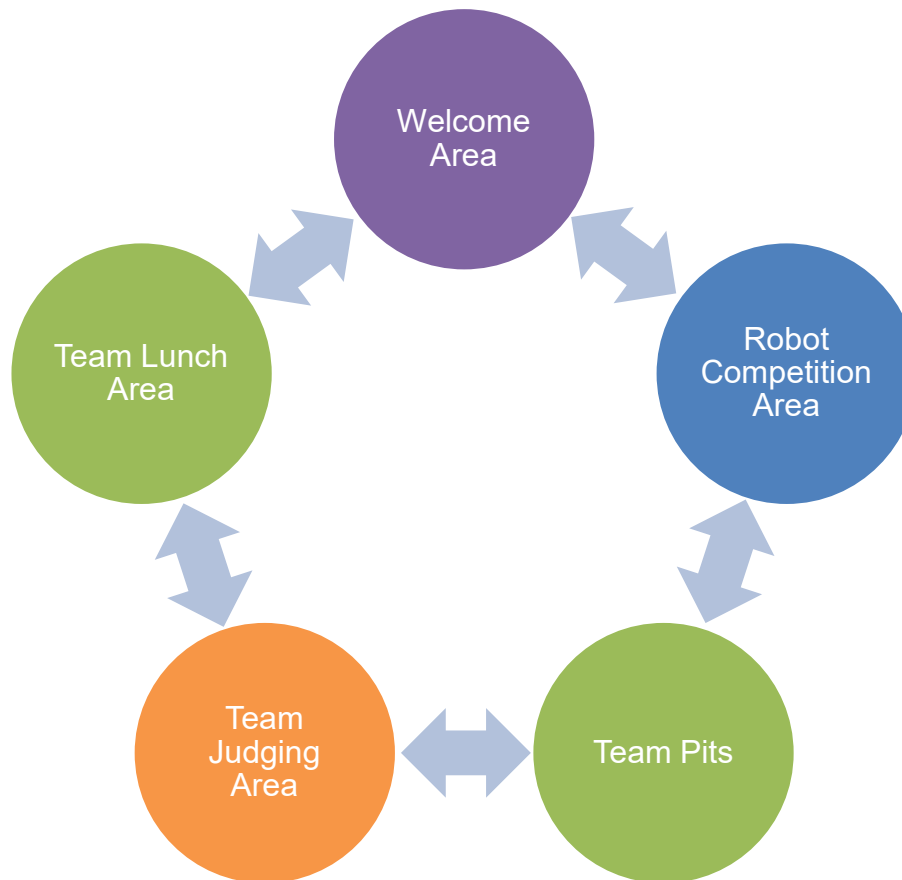 Welcome
Area
Robot
Competition
Area
Team Pits
Team
Judging
Area
Team Lunch
Area